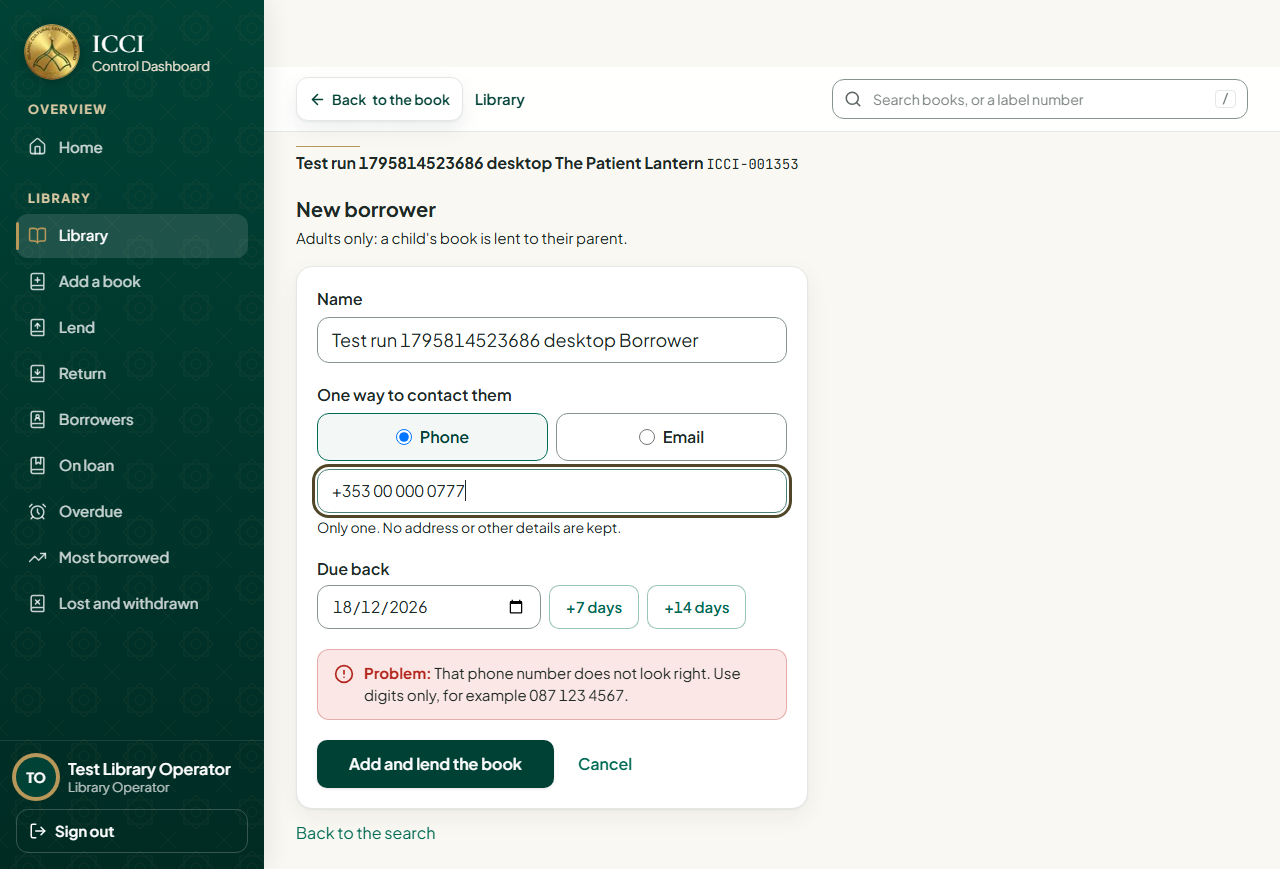 ICCI
Control Dashboard
OVERVIEW
Home
LIBRARY
Library
Add a book
Lend
Return
Borrowers
On loan
Overdue
Most borrowed
Lost and withdrawn
TO
Test Library Operator
Library Operator
Sign out
Back to the book
Library
Search books, or a label number
/
Test run 1795814523686 desktop The Patient Lantern ICCI-001353
New borrower
Adults only: a child's book is lent to their parent.
Name
Test run 1795814523686 desktop Borrower
One way to contact them
Phone
Email
+353 00 000 0777
Only one. No address or other details are kept.
Due back
18/12/2026
+7 days
+14 days
Problem: That phone number does not look right. Use
digits only, for example 087 123 4567.
Add and lend the book
Cancel
Back to the search